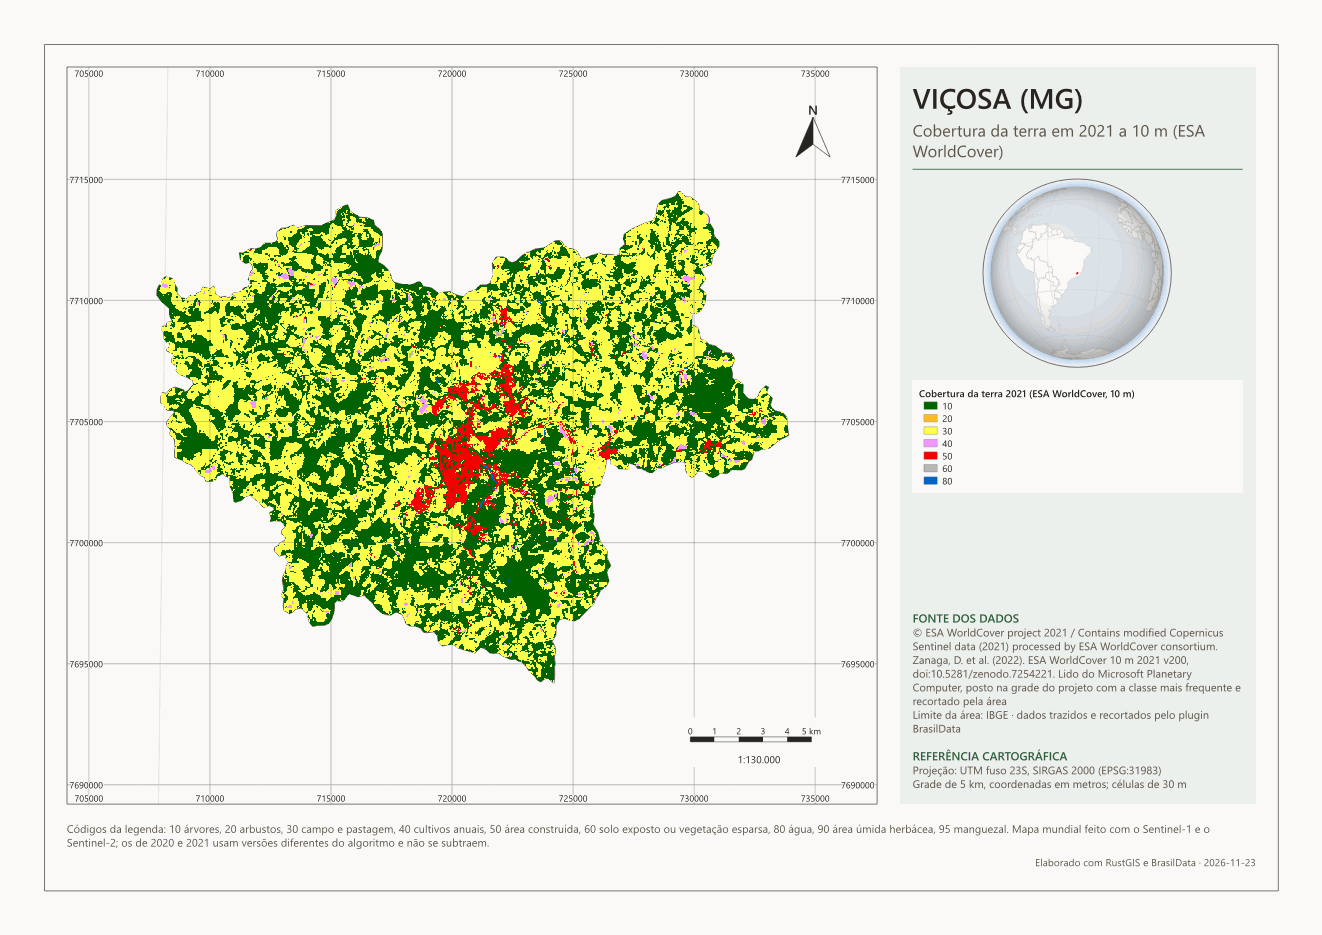 705000 710000 715000 720000 725000 730000 735000
N
7715000 7715000
7710000 7710000
7705000 7705000
7700000 7700000
7695000 7695000
0 1 2 3 4 5 km
1:130.000
7690000 7690000
705000 710000 715000 720000 725000 730000 735000
VIÇOSA (MG)
Cobertura da terra em 2021 a 10 m (ESA
WorldCover)
Cobertura da terra 2021 (ESA WorldCover, 10 m)
10
20
30
40
50
60
80
FONTE DOS DADOS
© ESA WorldCover project 2021 / Contains modified Copernicus
Sentinel data (2021) processed by ESA WorldCover consortium.
Zanaga, D. et al. (2022). ESA WorldCover 10 m 2021 v200,
doi:10.5281/zenodo.7254221. Lido do Microsoft Planetary
Computer, posto na grade do projeto com a classe mais frequente e
recortado pela área
Limite da área: IBGE · dados trazidos e recortados pelo plugin
BrasilData
REFERÊNCIA CARTOGRÁFICA
Projeção: UTM fuso 23S, SIRGAS 2000 (EPSG:31983)
Grade de 5 km, coordenadas em metros; células de 30 m
Códigos da legenda: 10 árvores, 20 arbustos, 30 campo e pastagem, 40 cultivos anuais, 50 área construída, 60 solo exposto ou vegetação esparsa, 80 água, 90 área úmida herbácea, 95 manguezal. Mapa mundial feito com o Sentinel-1 e o
Sentinel-2; os de 2020 e 2021 usam versões diferentes do algoritmo e não se subtraem.
Elaborado com RustGIS e BrasilData · 2026-11-23